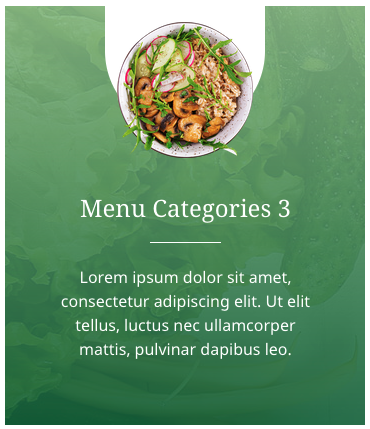 Menu Categories 3
Lorem ipsum dolor sit amet,
consectetur adipiscing elit. Ut elit
tellus, luctus nec ullamcorper
mattis, pulvinar dapibus leo.